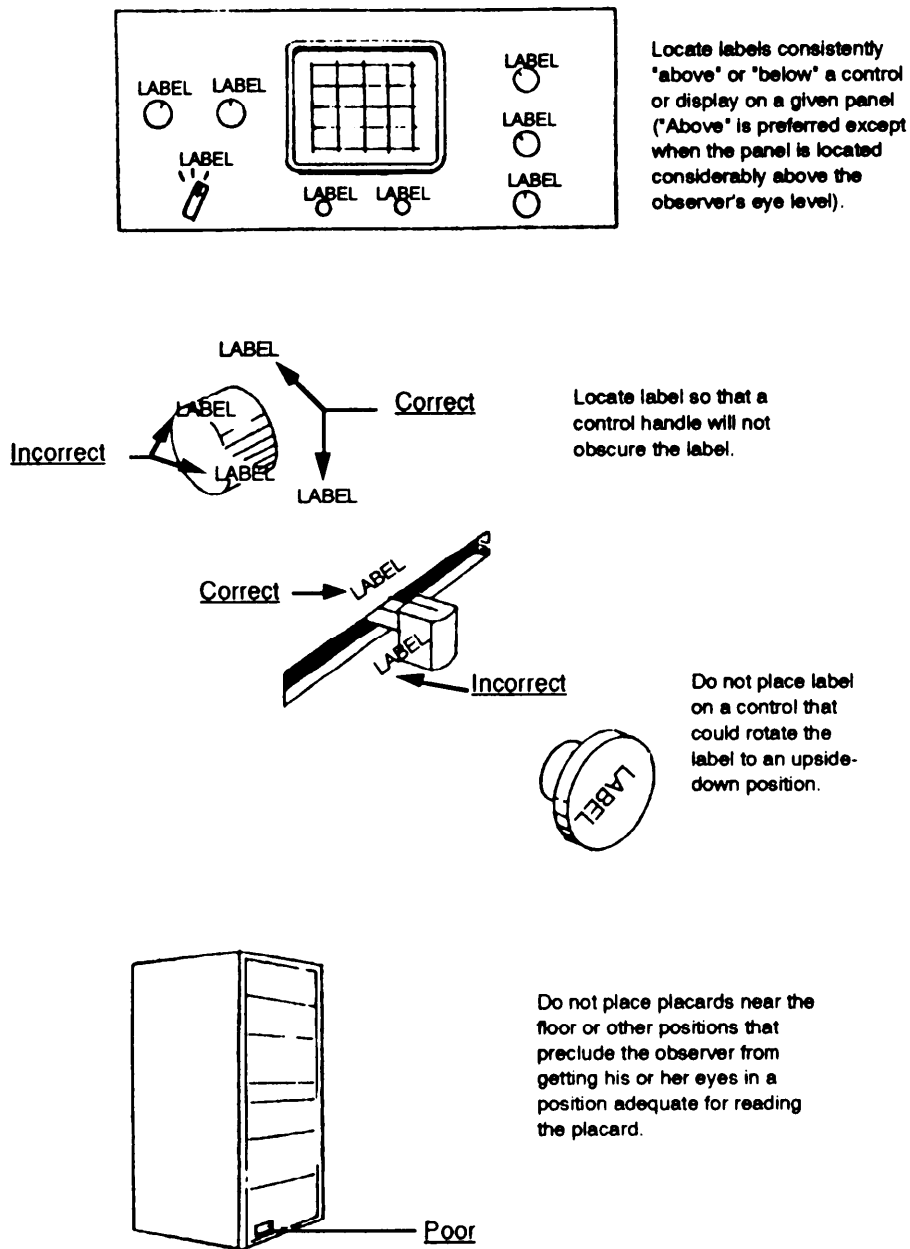 LABEL LABEL LABEL
LABEL
LABEL
LABEL LABEL LABEL
Locate labels consistently
"above" or "below" a control
or display on a given panel
("Above" is preferred except
when the panel is located
considerably above the
observer's eye level).
LABEL
Correct
LABEL
Incorrect
LABEL
LABEL
Locate label so that a
control handle will not
obscure the label.
Correct
LABEL
LABEL
Incorrect
Do not place label
on a control that
could rotate the
label to an upside-
down position.
LABEL
Do not place placards near the
floor or other positions that
preclude the observer from
getting his or her eyes in a
position adequate for reading
the placard.
Poor